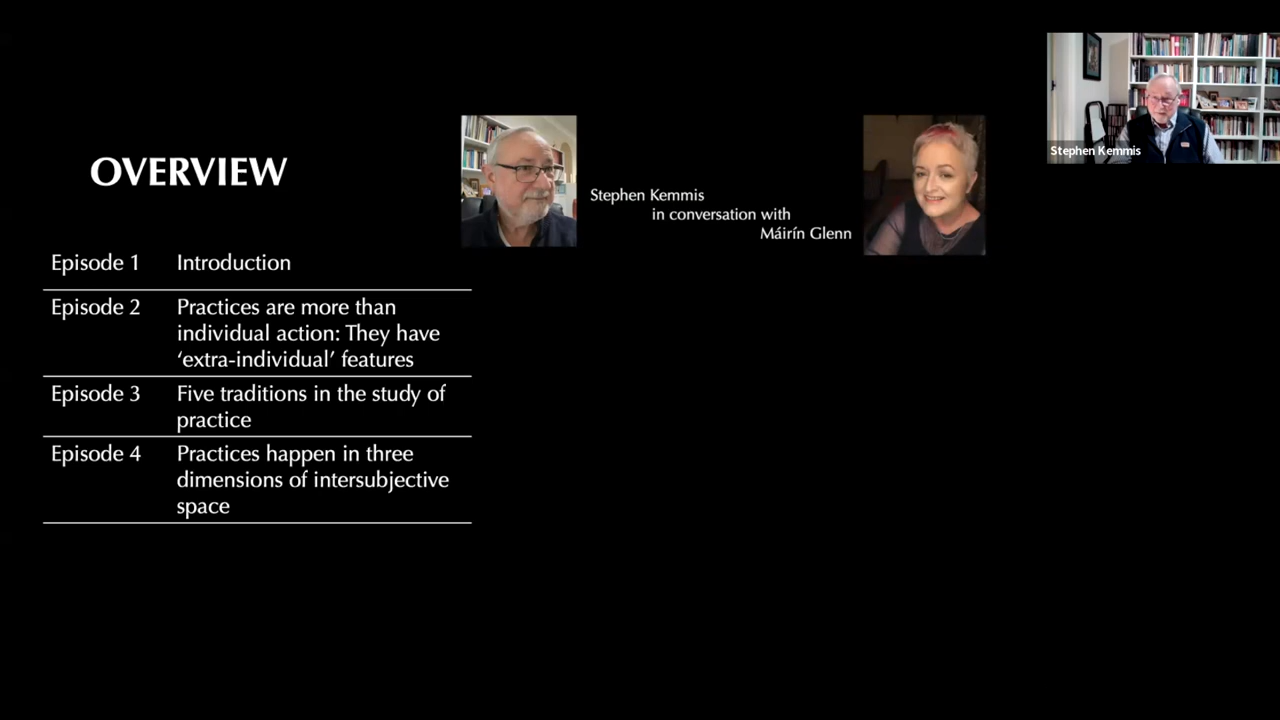 OVERVIEW
Stephen Kemmis
in conversation with
Máirín Glenn
Stephen Kemmis
Episode 1 Introduction
Episode 2 Practices are more than
individual action: They have
‘extra-individual’ features
Episode 3 Five traditions in the study of
practice
Episode 4 Practices happen in three
dimensions of intersubjective
space